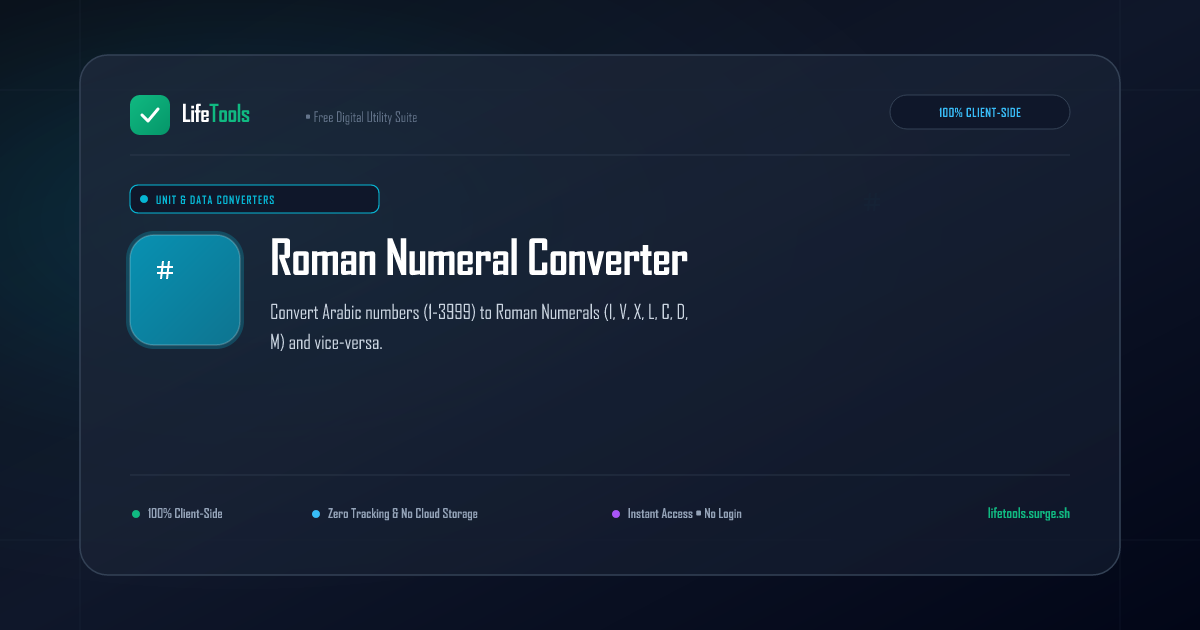 LifeTools
▪ Free Digital Utility Suite
100% CLIENT-SIDE
UNIT & DATA CONVERTERS
#
Roman Numeral Converter
Convert Arabic numbers (1-3999) to Roman Numerals (I, V, X, L, C, D,
M) and vice-versa.
100% Client-Side
Zero Tracking & No Cloud Storage
Instant Access ▪ No Login
lifetools.surge.sh